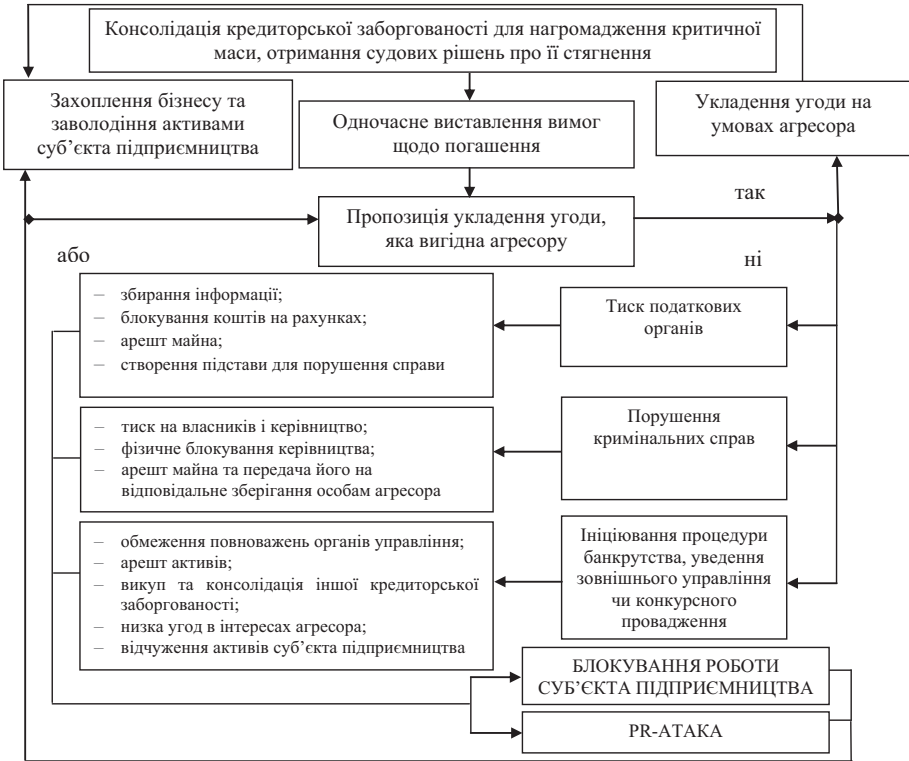 Консолідація кредиторської заборгованості для нагромадження критичної
маси, отримання судових рішень про її стягнення
Захоплення бізнесу та
заволодіння активами
суб’єкта підприємництва
Одночасне виставлення вимог
щодо погашення
Укладення угоди на
умовах агресора
Пропозиція укладення угоди,
яка вигідна агресору
так
або
ні
– збирання інформації;
– блокування коштів на рахунках;
– арешт майна;
– створення підстави для порушення справи
Тиск податкових
органів
– тиск на власників і керівництво;
– фізичне блокування керівництва;
– арешт майна та передача його на
відповідальне зберігання особам агресора
Порушення
кримінальних справ
– обмеження повноважень органів управління;
– арешт активів;
– викуп та консолідація іншої кредиторської
заборгованості;
– низка угод в інтересах агресора;
– відчуження активів суб’єкта підприємництва
Ініціювання процедури
банкрутства, уведення
зовнішнього управління
чи конкурсного
провадження
БЛОКУВАННЯ РОБОТИ
СУБ’ЄКТА ПІДПРИЄМНИЦТВА
PR-АТАКА